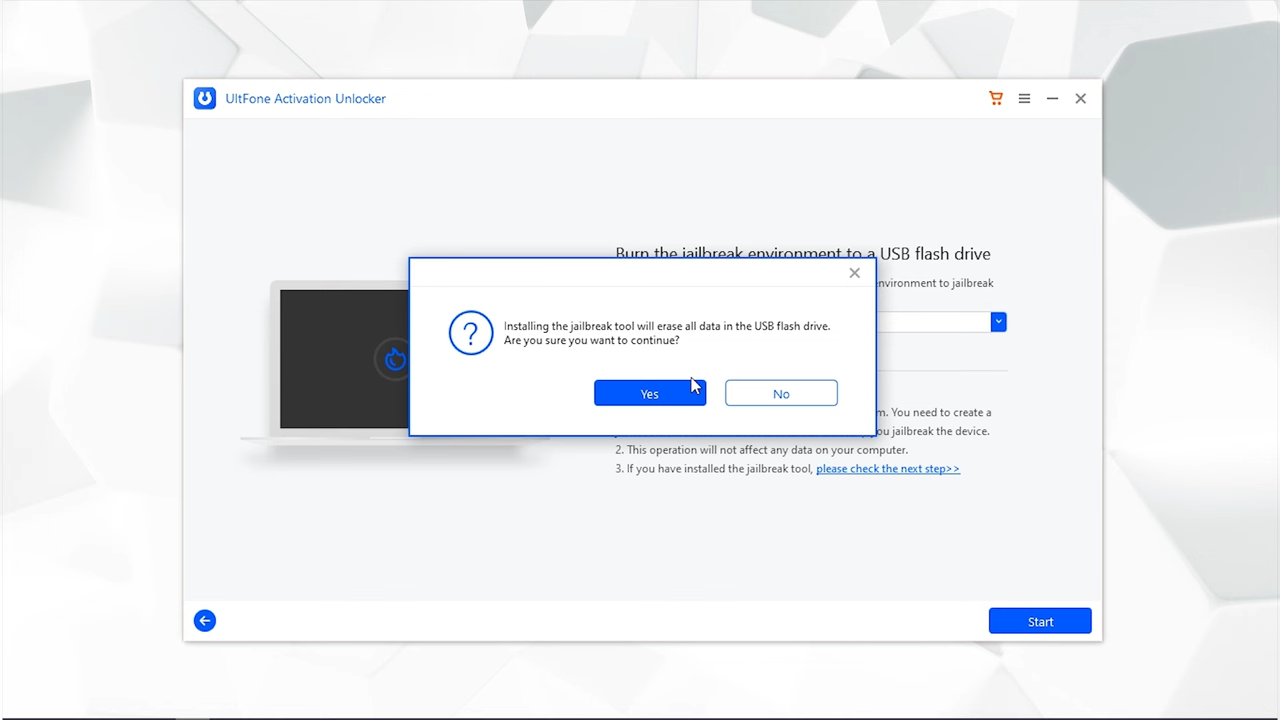 UltFone Activation Unlocker
Burn the jailbreak environment to a USB flash drive
nvironment to jailbreak
Installing the jailbreak tool will erase all data in the USB flash drive.
Are you sure you want to continue?
Yes
No
m. You need to create a
you jailbreak the device.
2. This operation will not affect any data on your computer.
3. If you have installed the jailbreak tool, please check the next step>>
Start